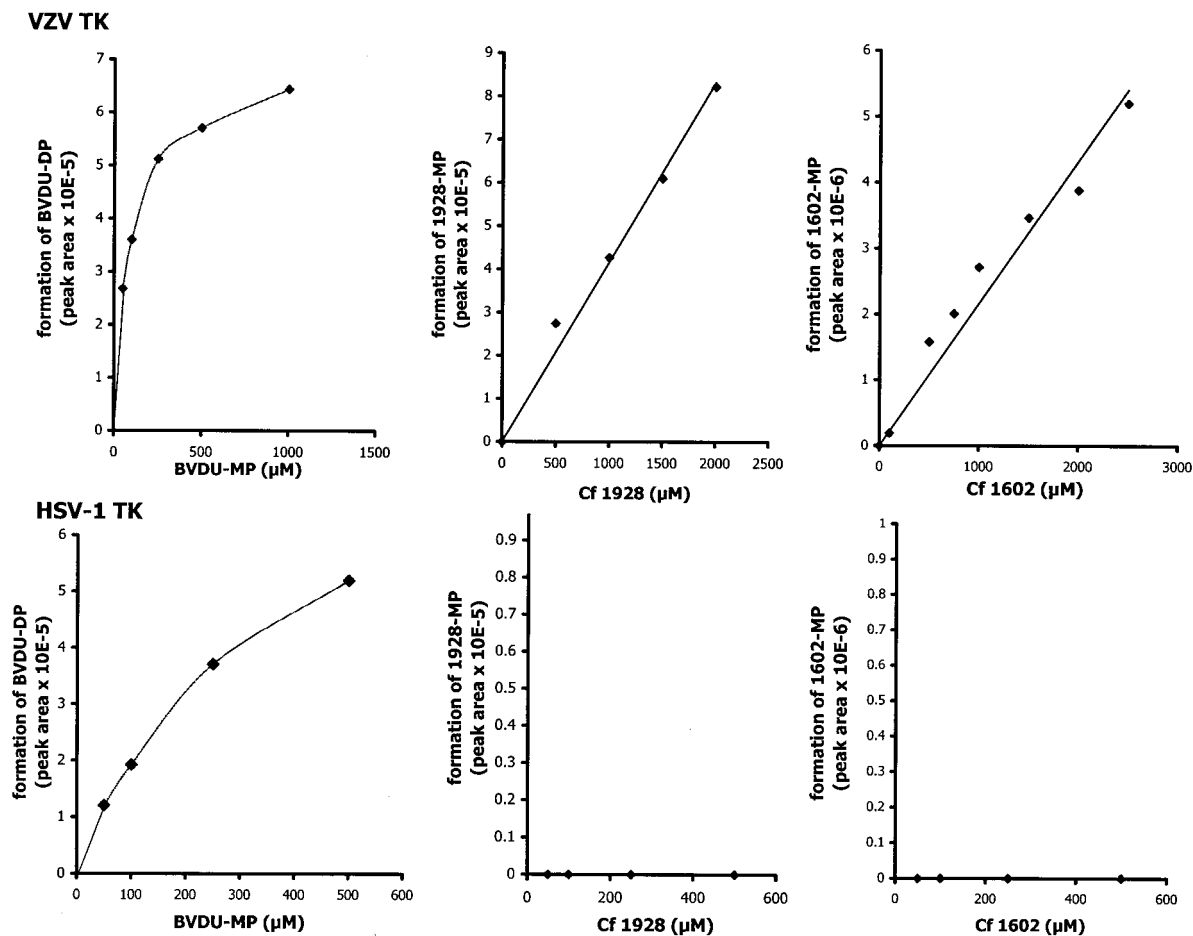 VZV TK
formation of BVDU-DP
(peak area x 10E-5)
7
6
5
4
3
2
1
0
0 500 1000 1500
BVDU-MP (µM)
formation of 1928-MP
(peak area x 10E-5)
9
8
7
6
5
4
3
2
1
0
0 500 1000 1500 2000 2500
Cf 1928 (µM)
formation of 1602-MP
(peak area x 10E-6)
6
5
4
3
2
1
0
0 1000 2000 3000
Cf 1602 (µM)
HSV-1 TK
formation of BVDU-DP
(peak area x 10E-5)
6
5
4
3
2
1
0
0 100 200 300 400 500 600
BVDU-MP (µM)
formation of 1928-MP
(peak area x 10E-5)
0.9
0.8
0.7
0.6
0.5
0.4
0.3
0.2
0.1
0
0 200 400 600
Cf 1928 (µM)
formation of 1602-MP
(peak area x 10E-6)
1
0.9
0.8
0.7
0.6
0.5
0.4
0.3
0.2
0.1
0
0 200 400 600
Cf 1602 (µM)